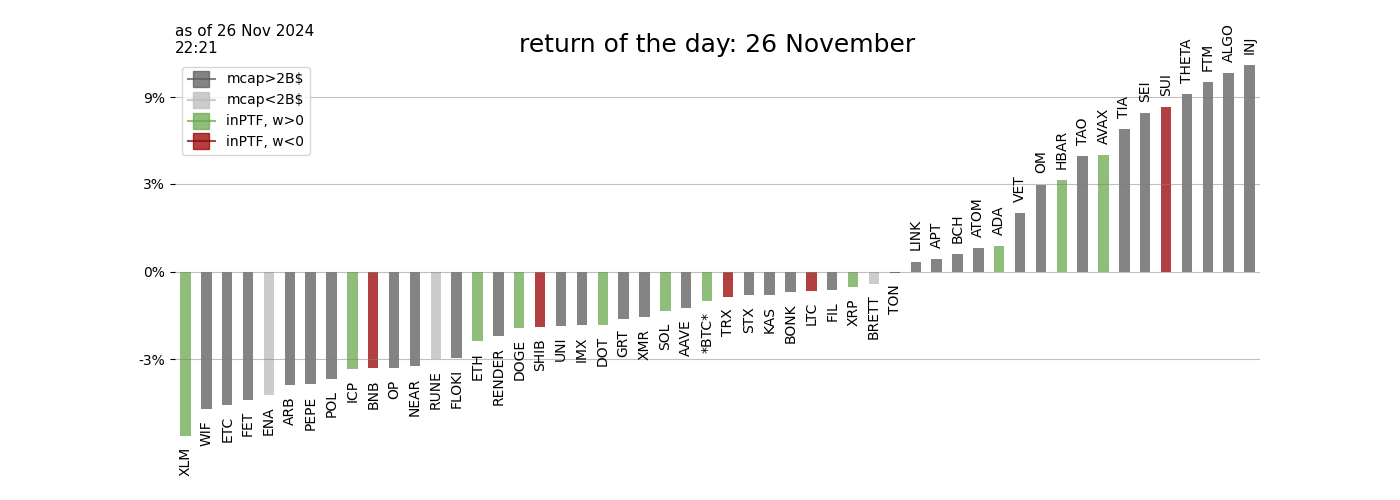 as of 26 Nov 2024
22:21
return of the day: 26 November
mcap>2B$
mcap<2B$
inPTF, w>0
inPTF, w<0
9%
3%
0%
-3%
XLM
WIF
ETC
FET
ENA
ARB
PEPE
POL
ICP
BNB
OP
NEAR
RUNE
FLOKI
ETH
RENDER
DOGE
SHIB
UNI
IMX
DOT
GRT
XMR
SOL
AAVE
*BTC*
TRX
STX
KAS
BONK
LTC
FIL
XRP
BRETT
TON
LINK
APT
BCH
ATOM
ADA
VET
OM
HBAR
TAO
AVAX
TIA
SEI
SUI
THETA
FTM
ALGO
INJ